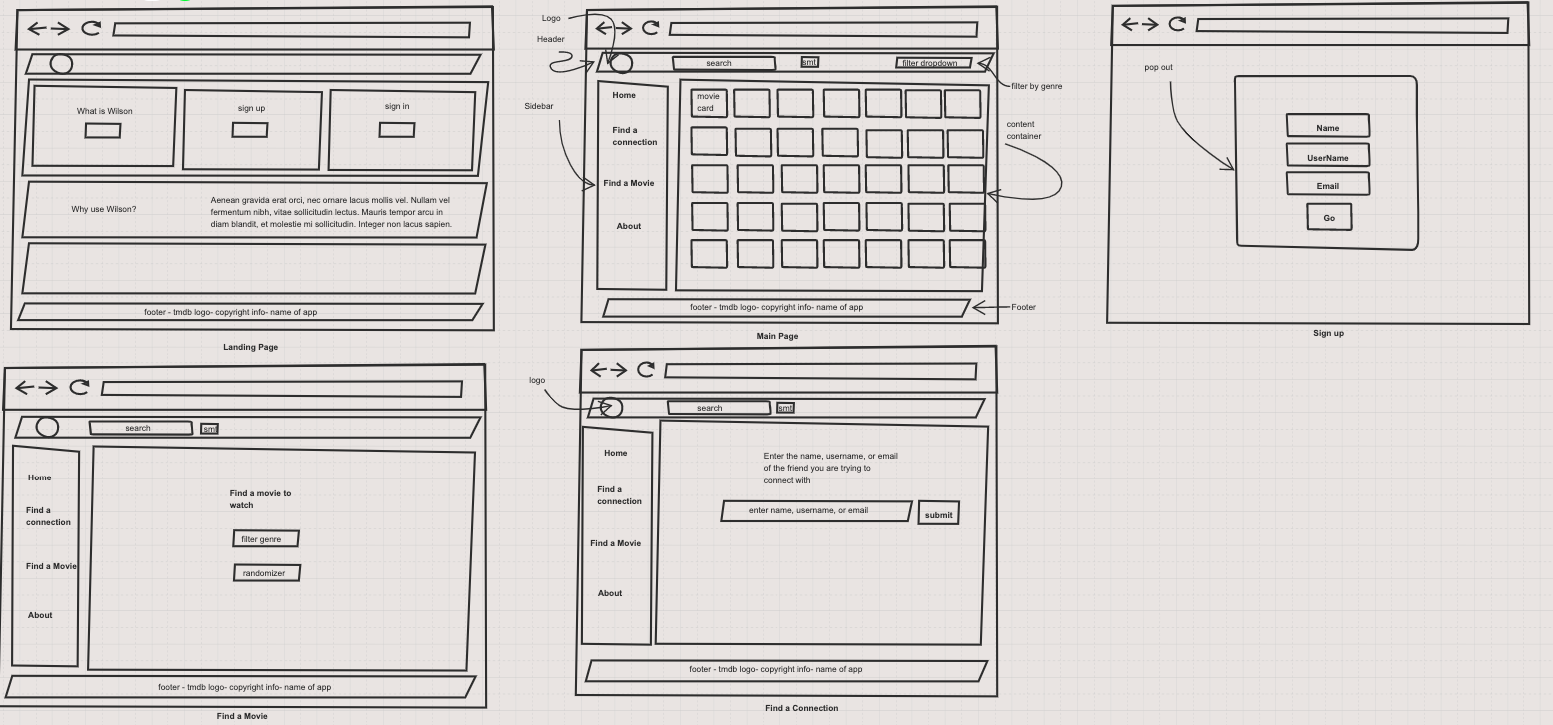 What is Wilson
sign up
sign in
Why use Wilson?
Aenean gravida erat orci, nec ornare lacus mollis vel. Nullam vel
fermentum nibh, vitae sollicitudin lectus. Mauris tempor arcu in
diam blandit, et molestie mi sollicitudin. Integer non lacus sapien.
footer - tmdb logo- copyright info- name of app
Landing Page
Logo
Header
Sidebar
search
smt
filter dropdown
filter by genre
Home
Find a
connection
Find a Movie
About
movie
card
content
container
footer - tmdb logo- copyright info- name of app
Footer
Main Page
pop out
Name
UserName
Email
Go
Sign up
search
smt
Home
Find a
connection
Find a Movie
About
Find a movie to
watch
filter genre
randomizer
footer - tmdb logo- copyright info- name of app
Find a Movie
logo
search
smt
Home
Find a
connection
Find a Movie
About
Enter the name, username, or email
of the friend you are trying to
connect with
enter name, username, or email
submit
footer - tmdb logo- copyright info- name of app
Find a Connection